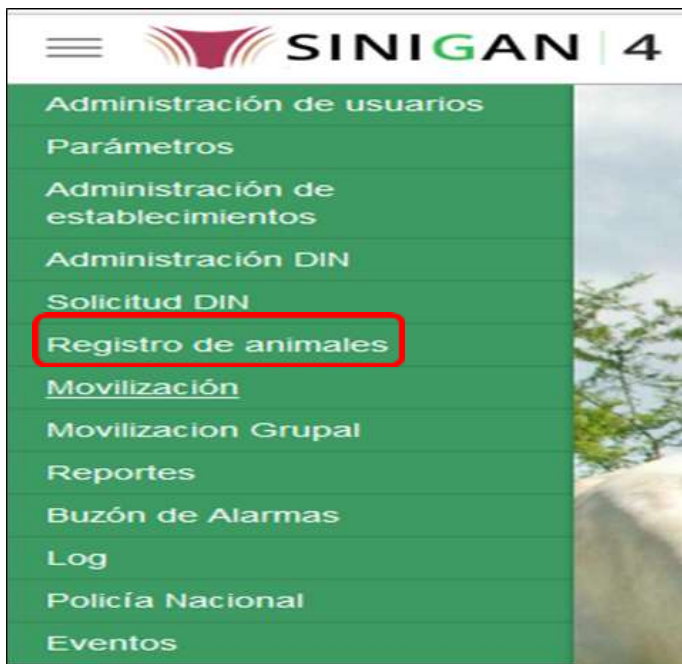 SINIGAN 4
Administración de usuarios
Parámetros
Administración de
establecimientos
Administración DIN
Solicitud DIN
Registro de animales
Movilización
Movilizacion Grupal
Reportes
Buzón de Alarmas
Log
Policía Nacional
Eventos